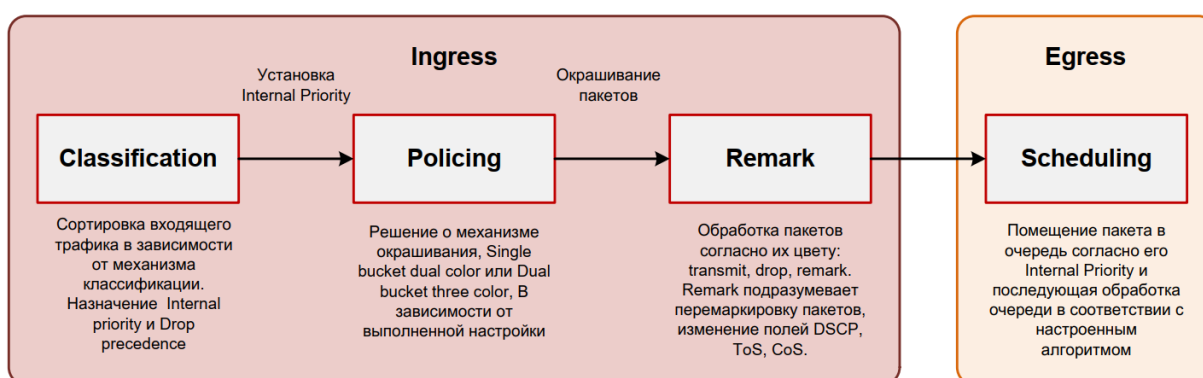 Ingress
Egress
Установка
Internal Priority
Окрашивание
пакетов
Classification
Policing
Remark
Scheduling
Сортировка входящего
трафика в зависимости
от механизма
классификации.
Назначение Internal
priority и Drop
precedence
Решение о механизме
окрашивания, Single
bucket dual color или Dual
bucket three color, В
зависимости от
выполненной настройки
Обработка пакетов
согласно их цвету:
transmit, drop, remark.
Remark подразумевает
перемаркировку пакетов,
изменение полей DSCP,
ToS, CoS.
Помещение пакета в
очередь согласно его
Internal Priority и
последующая обработка
очереди в соответствии с
настроенным
алгоритмом